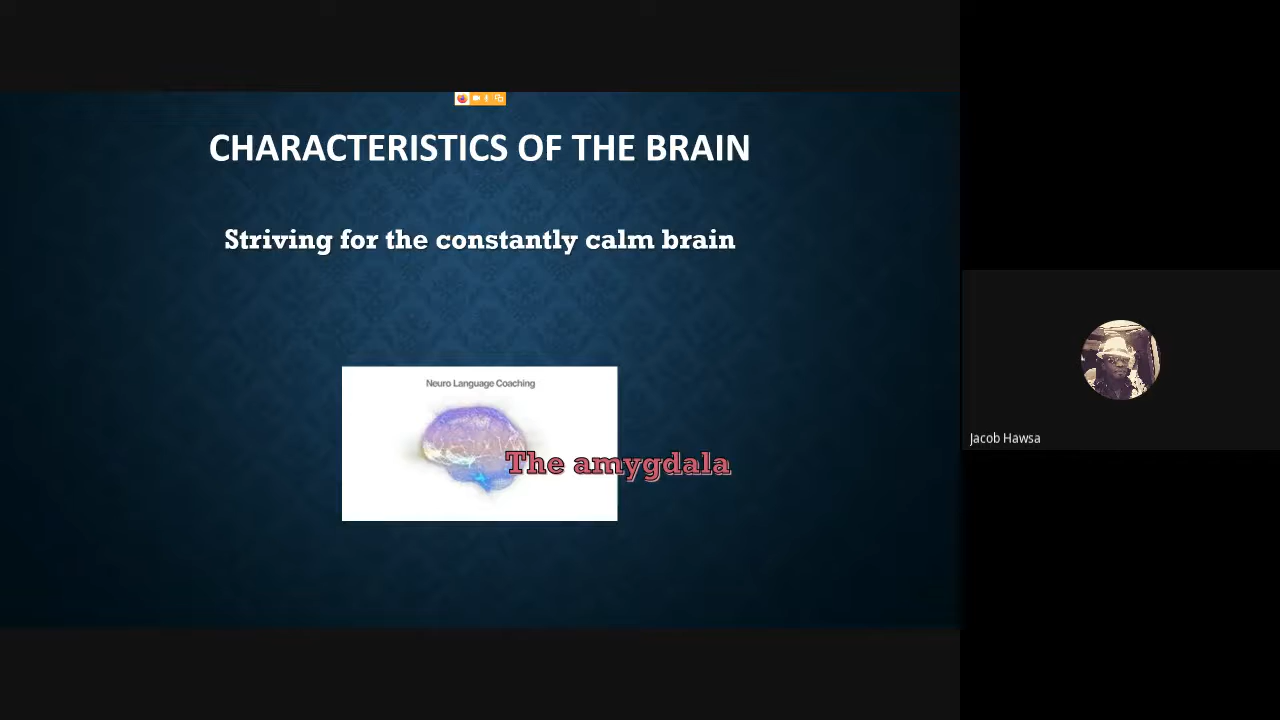 CHARACTERISTICS OF THE BRAIN
Striving for the constantly calm brain
Neuro Language Coaching
The amygdala
Jacob Hawsa